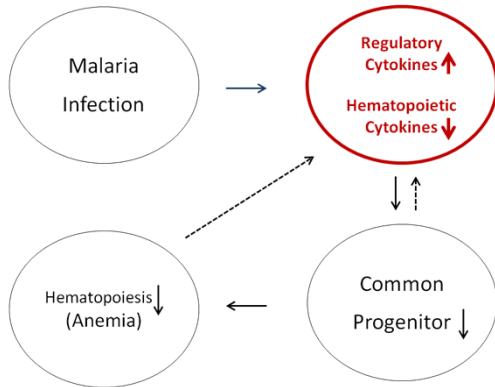 Malaria
Infection
Regulatory
Cytokines
Hematopoietic
Cytokines
Hematopoiesis
(Anemia)
Common
Progenitor